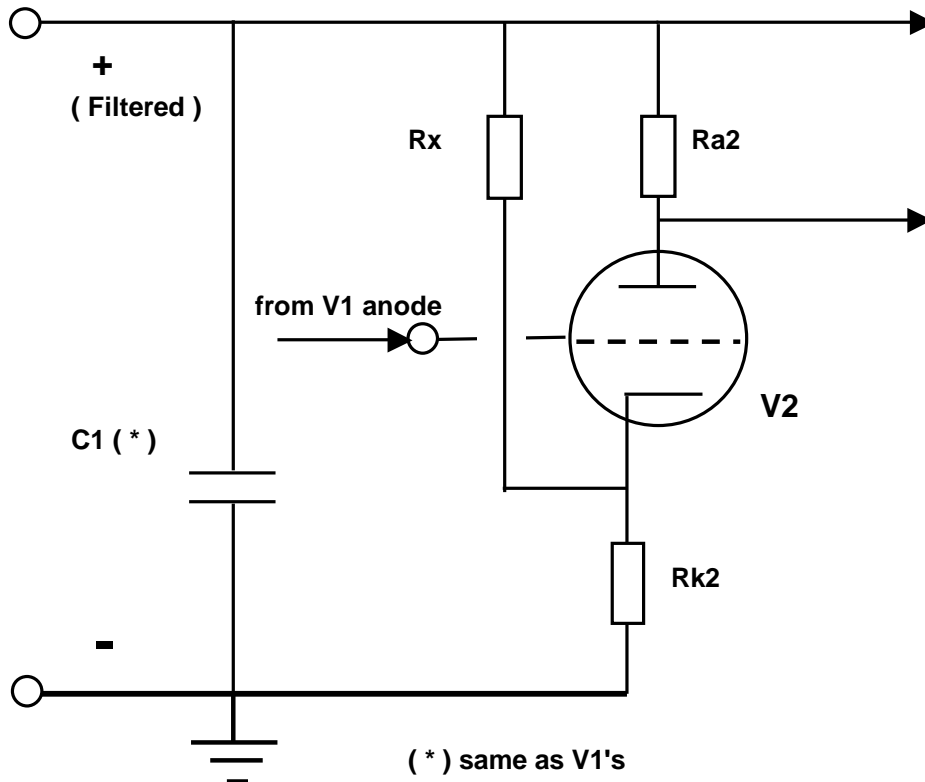 +
( Filtered )
Rx
Ra2
from V1 anode
V2
C1 ( * )
Rk2
-
( * ) same as V1's